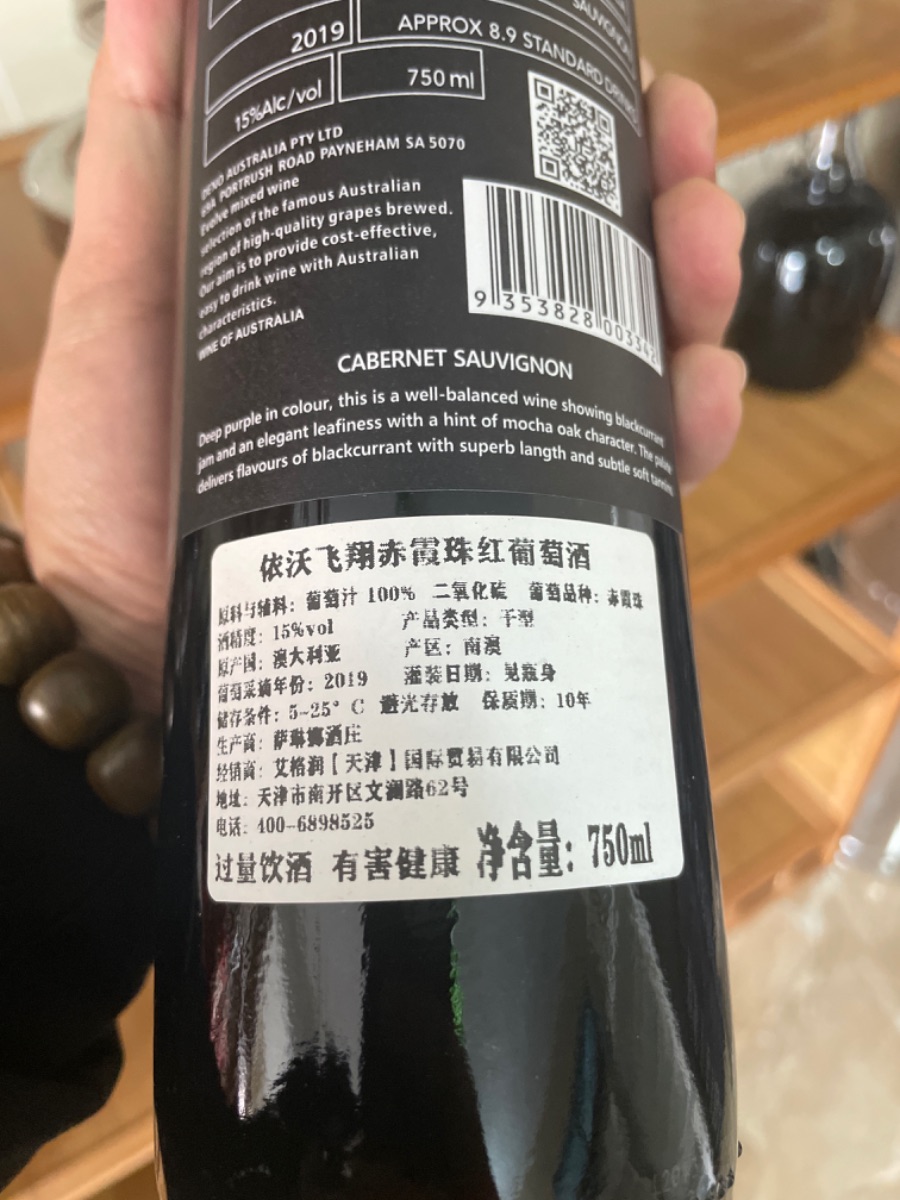 SAUVIGNON
2019
APPROX 8.9 STANDARD DRINKS
15%Alc/vol
750 ml
DENO AUSTRALIA PTY LTD
69A PORTRUSH ROAD PAYNEHAM SA 5070
Evolve mixed wine
selection of the famous Australian
region of high-quality grapes brewed.
Our aim is to provide cost-effective,
easy to drink wine with Australian
characteristics.
WINE OF AUSTRALIA
9 353828 003342
CABERNET SAUVIGNON
Deep purple in colour, this is a well-balanced wine showing blackcurrant
jam and an elegant leafiness with a hint of mocha oak character. The palate
delivers flavours of blackcurrant with superb langth and subtle soft tannins
依沃飞翔赤霞珠红葡萄酒
原料与辅料：葡萄汁 100% 二氧化硫 葡萄品种：赤霞珠
酒精度：15%vol 产品类型：干型
原产国：澳大利亚 产区：南澳
葡萄采摘年份：2019 灌装日期：见瓶身
储存条件：5-25° C 避光存放 保质期：10年
生产商：萨琳娜酒庄
经销商：艾格润【天津】国际贸易有限公司
地址：天津市南开区文澜路62号
电话：400-6898525
过量饮酒 有害健康 净含量：750ml